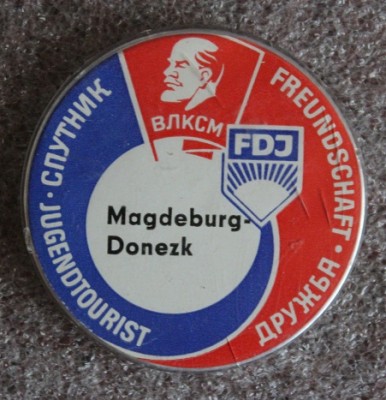 ВЛКСМ
FDJ
JUGENDTOURIST · СПУТНИК
FREUNDSCHAFT · ДРУЖБА
Magdeburg-
Donezk